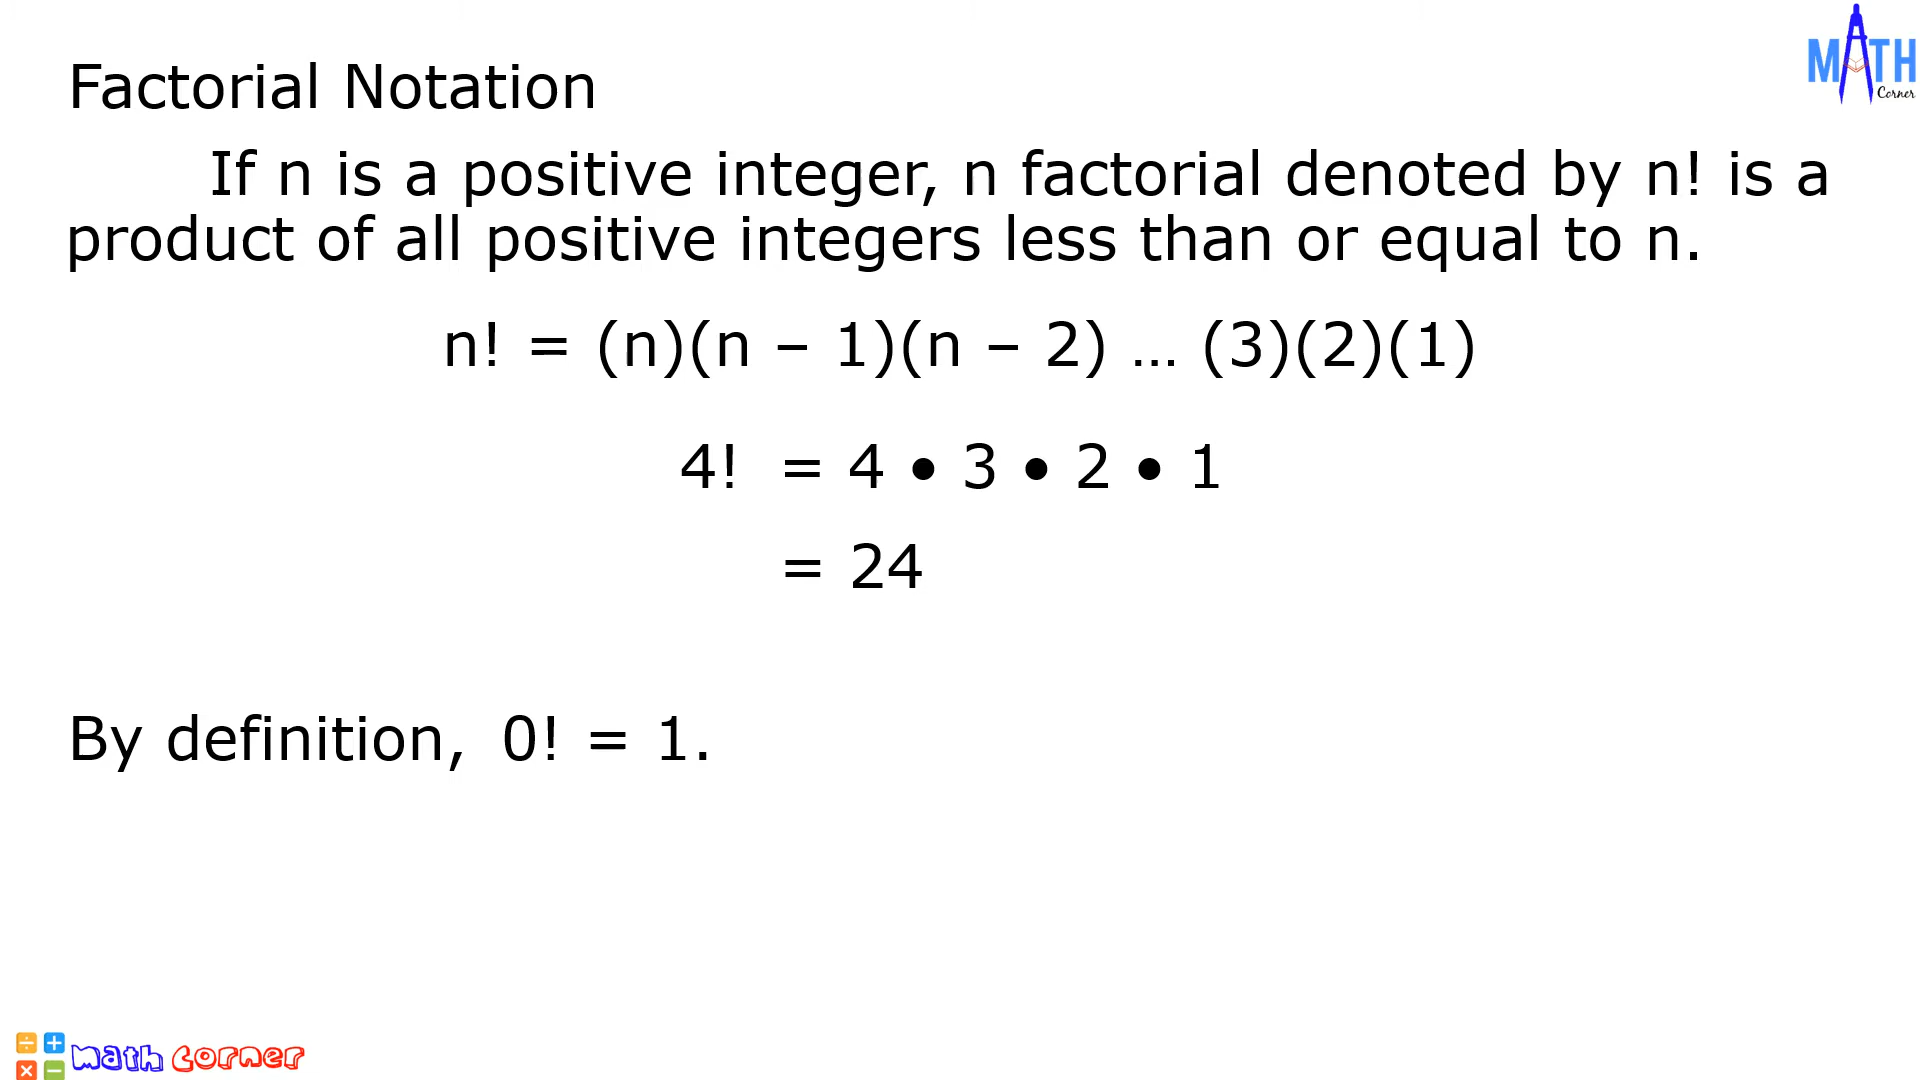 MATH
Corner
Factorial Notation
If n is a positive integer, n factorial denoted by n! is a
product of all positive integers less than or equal to n.
n! = (n)(n – 1)(n – 2) … (3)(2)(1)
4! = 4 • 3 • 2 • 1
= 24
By definition, 0! = 1.
÷ +
× −
math corner